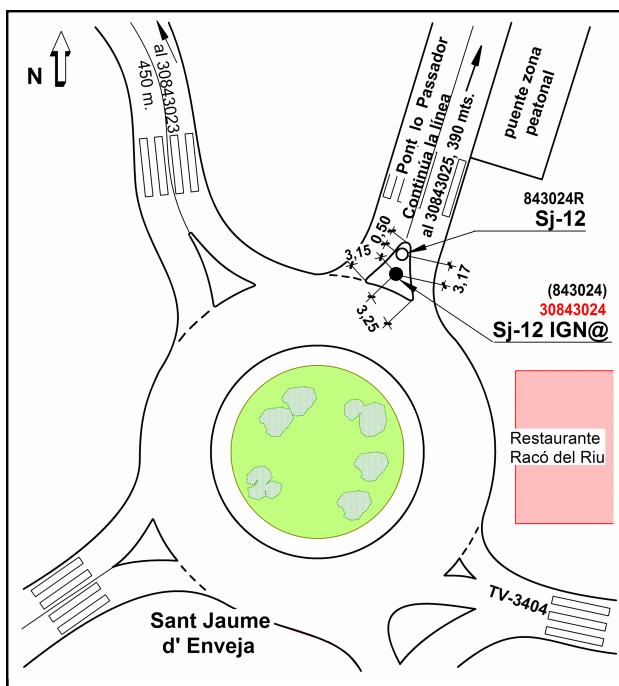 N
al 30843023
450 m.
Pont lo Passador
Continúa la línea
al 30843025, 390 mts.
puente zona
peatonal
843024R
Sj-12
0,50
3,15
3,17
3,25
(843024)
30843024
Sj-12 IGN@
Restaurante
Racó del Riu
TV-3404
Sant Jaume
d' Enveja